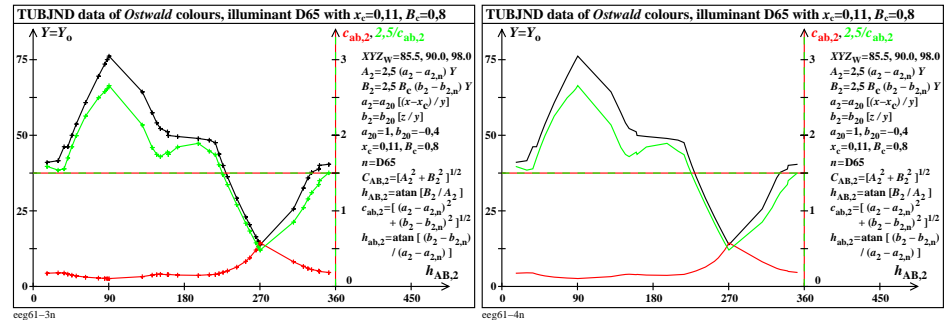 TUBJND data of Ostwald colours, illuminant D65 with xc=0,11, Bc=0,8
Y=Yo
cab,2, 2,5/cab,2
XYZW=85.5, 90.0, 98.0
A2=2,5 (a2 − a2,n) Y
B2=2,5 Bc (b2 − b2,n) Y
a2=a20 [(x−xc) / y]
b2=b20 [z / y]
a20=1, b20=−0,4
xc=0,11, Bc=0,8
n=D65
CAB,2=[A2^2 + B2^2 ]^1/2
hAB,2=atan [B2 / A2 ]
cab,2=[ (a2 − a2,n)^2
+ (b2 − b2,n)^2 ]^1/2
hab,2=atan [ (b2 − b2,n)
/ (a2 − a2,n) ]
hAB,2
75
50
25
0
3
2
1
0
0 90 180 270 360 450
eeg61−3n
TUBJND data of Ostwald colours, illuminant D65 with xc=0,11, Bc=0,8
Y=Yo
cab,2, 2,5/cab,2
XYZW=85.5, 90.0, 98.0
A2=2,5 (a2 − a2,n) Y
B2=2,5 Bc (b2 − b2,n) Y
a2=a20 [(x−xc) / y]
b2=b20 [z / y]
a20=1, b20=−0,4
xc=0,11, Bc=0,8
n=D65
CAB,2=[A2^2 + B2^2 ]^1/2
hAB,2=atan [B2 / A2 ]
cab,2=[ (a2 − a2,n)^2
+ (b2 − b2,n)^2 ]^1/2
hab,2=atan [ (b2 − b2,n)
/ (a2 − a2,n) ]
hAB,2
75
50
25
0
3
2
1
0
0 90 180 270 360 450
eeg61−4n